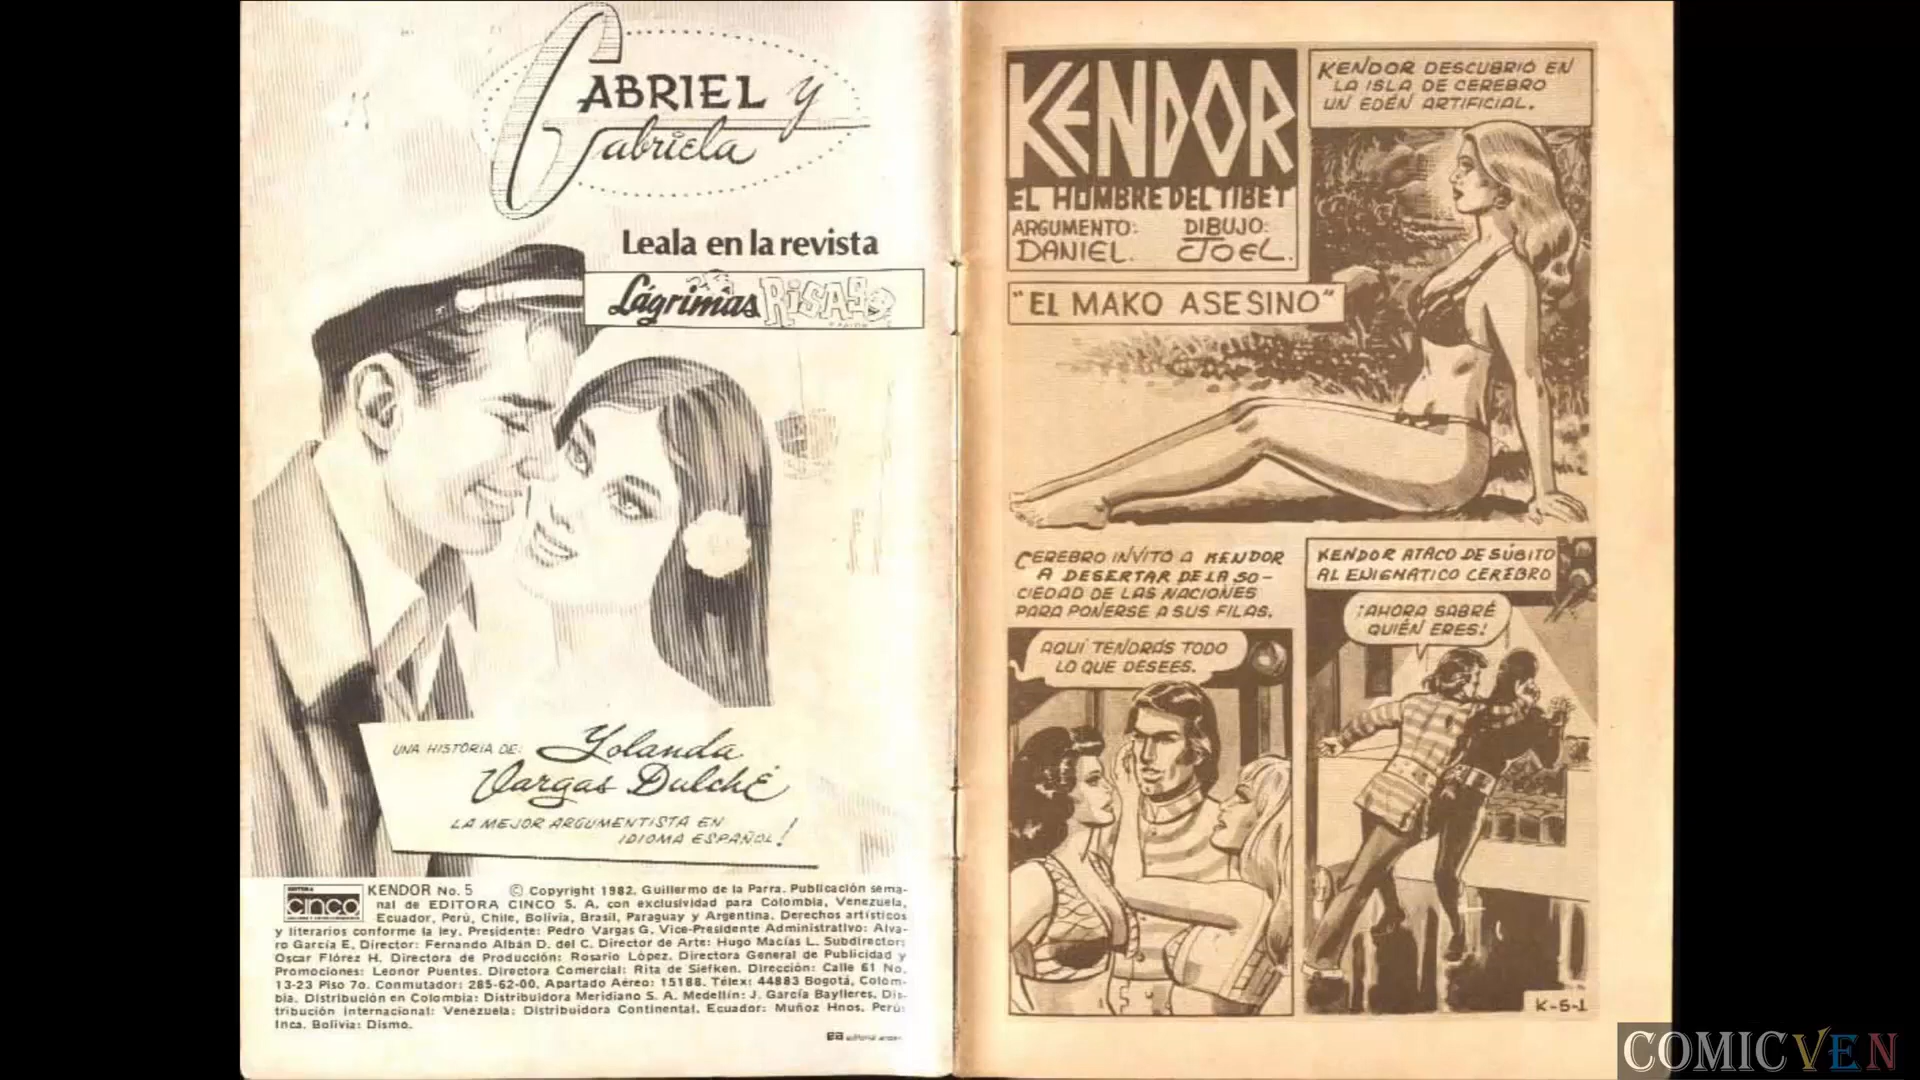 GABRIEL y
Gabriela
Leala en la revista
Lágrimas RISAS
UNA HISTORIA DE: Yolanda
Vargas Dulché
LA MEJOR ARGUMENTISTA EN
IDIOMA ESPAÑOL!
EDITORA
CINCO
KENDOR No. 5 © Copyright 1982. Guillermo de la Parra. Publicación sema-
nal de EDITORA CINCO S. A. con exclusividad para Colombia, Venezuela,
Ecuador, Perú, Chile, Bolivia, Brasil, Paraguay y Argentina. Derechos artísticos
y literarios conforme la ley. Presidente: Pedro Vargas G. Vice-Presidente Administrativo: Alva-
ro García E. Director: Fernando Albán D. del C. Director de Arte: Hugo Macías L. Subdirector:
Oscar Flórez H. Directora de Producción: Rosario López. Directora General de Publicidad y
Promociones: Leonor Puentes. Directora Comercial: Rita de Siefken. Dirección: Calle 61 No.
13-23 Piso 7o. Conmutador: 285-62-00. Apartado Aéreo: 15188. Télex: 44883 Bogotá, Colom-
bia. Distribución en Colombia: Distribuidora Meridiano S. A. Medellín: J. García Baylleres. Dis-
tribución Internacional: Venezuela: Distribuidora Continental. Ecuador: Muñoz Hnos. Perú:
Inca. Bolivia: Dismo.
KENDOR
EL HOMBRE DEL TIBET
ARGUMENTO: DIBUJO:
DANIEL. JOEL.
KENDOR DESCUBRIÓ EN
LA ISLA DE CEREBRO
UN EDÉN ARTIFICIAL.
"EL MAKO ASESINO"
CEREBRO INVITÓ A KENDOR
A DESERTAR DE LA SO-
CIEDAD DE LAS NACIONES
PARA PONERSE A SUS FILAS.
AQUÍ TENDRÁS TODO
LO QUE DESEES.
KENDOR ATACÓ DE SÚBITO
AL ENIGMÁTICO CEREBRO
¡AHORA SABRÉ
QUIÉN ERES!
K-5-1
COMICVEN